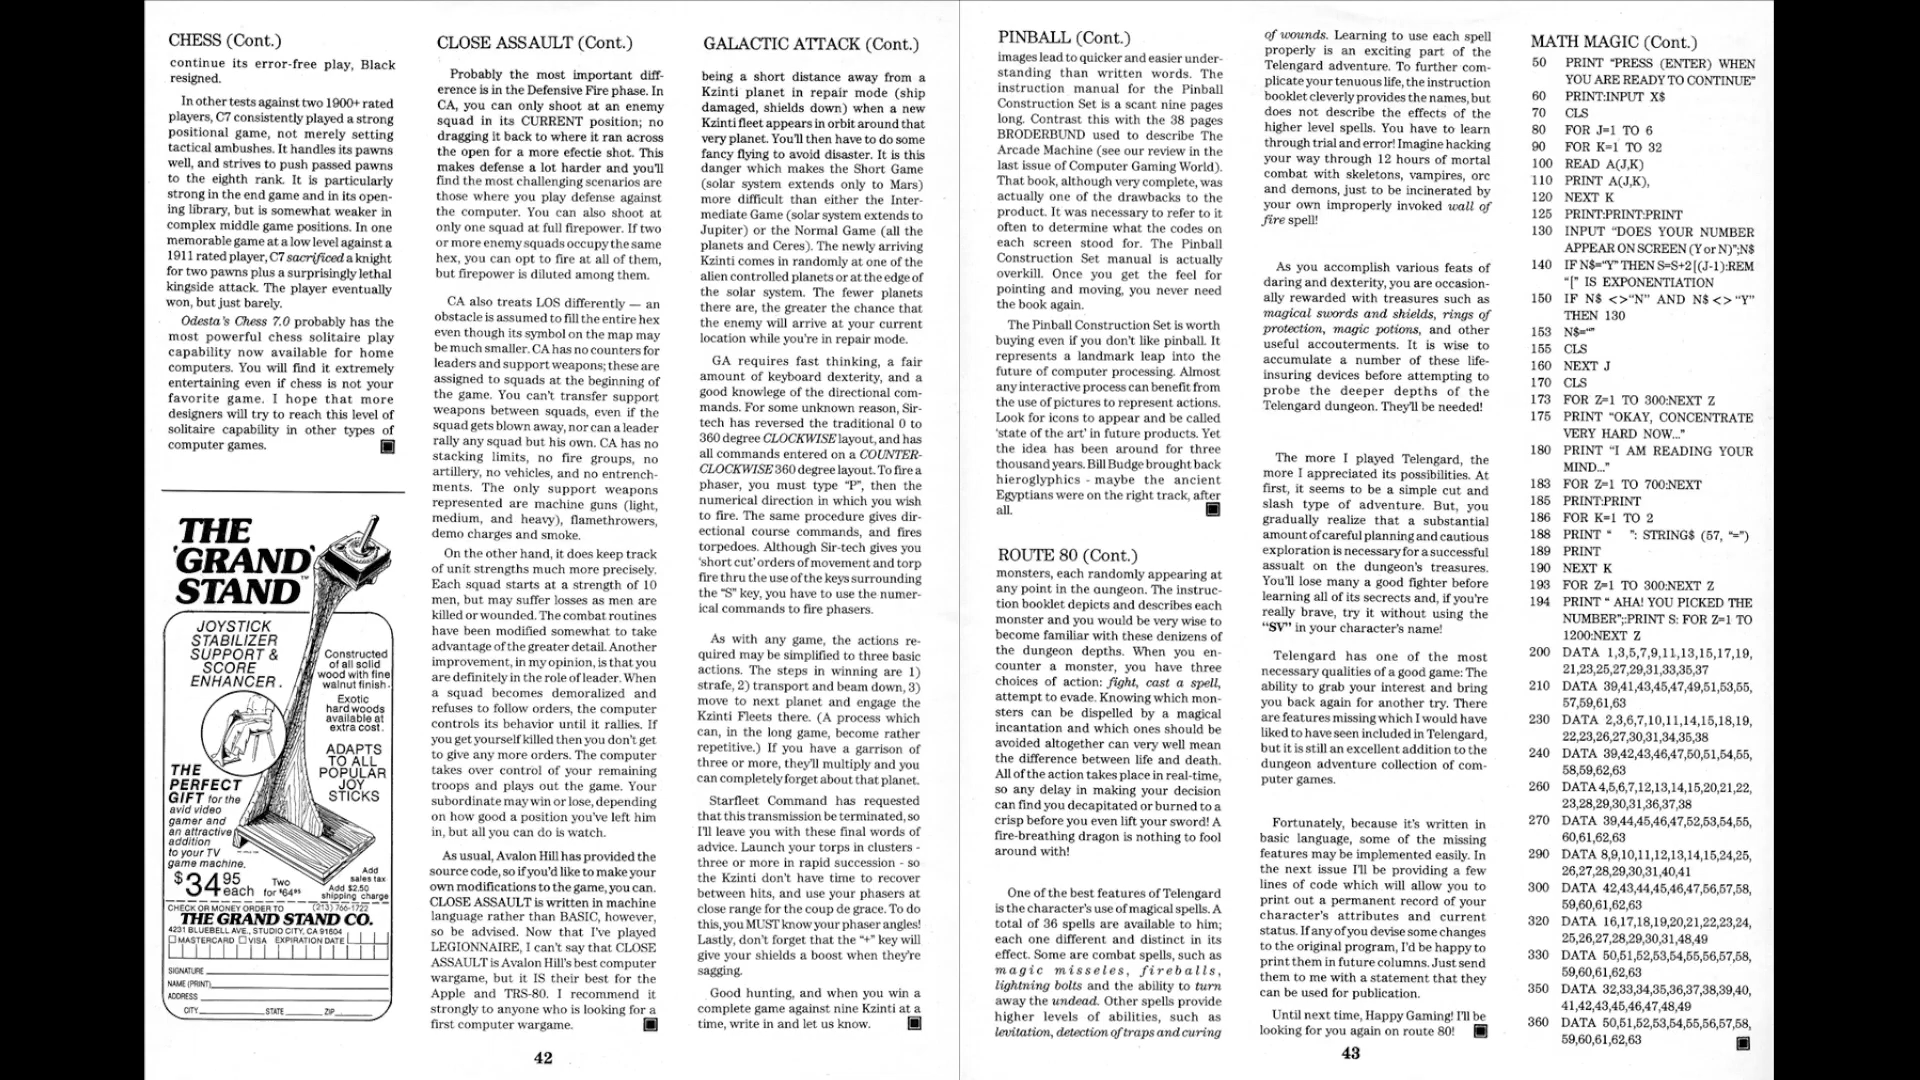 CHESS (Cont.)
continue its error-free play, Black
resigned.
In other tests against two 1900+ rated
players, C7 consistently played a strong
positional game, not merely setting
tactical ambushes. It handles its pawns
well, and strives to push passed pawns
to the eighth rank. It is particularly
strong in the end game and in its open-
ing library, but is somewhat weaker in
complex middle game positions. In one
memorable game at a low level against a
1911 rated player, C7 sacrificed a knight
for two pawns plus a surprisingly lethal
kingside attack. The player eventually
won, but just barely.
Odesta's Chess 7.0 probably has the
most powerful chess solitaire play
capability now available for home
computers. You will find it extremely
entertaining even if chess is not your
favorite game. I hope that more
designers will try to reach this level of
solitaire capability in other types of
computer games.
THE
'GRAND'
STAND™
JOYSTICK
STABILIZER
SUPPORT &
SCORE
ENHANCER.
Constructed
of all solid
wood with fine
walnut finish.
Exotic
hard woods
available at
extra cost.
ADAPTS
TO ALL
POPULAR
JOY
STICKS
THE
PERFECT
GIFT for the
avid video
gamer and
an attractive
addition
to your TV
game machine.
$34 95 each
Two
for $64 95
Add
sales tax
Add $2.50
shipping charge
CHECK OR MONEY ORDER TO (213) 766-1722
THE GRAND STAND CO.
4231 BLUEBELL AVE., STUDIO CITY, CA 91604
MASTERCARD VISA EXPIRATION DATE
SIGNATURE
NAME (PRINT)
ADDRESS
CITY STATE ZIP
CLOSE ASSAULT (Cont.)
Probably the most important diff-
erence is in the Defensive Fire phase. In
CA, you can only shoot at an enemy
squad in its CURRENT position; no
dragging it back to where it ran across
the open for a more efectie shot. This
makes defense a lot harder and you'll
find the most challenging scenarios are
those where you play defense against
the computer. You can also shoot at
only one squad at full firepower. If two
or more enemy squads occupy the same
hex, you can opt to fire at all of them,
but firepower is diluted among them.
CA also treats LOS differently — an
obstacle is assumed to fill the entire hex
even though its symbol on the map may
be much smaller. CA has no counters for
leaders and support weapons; these are
assigned to squads at the beginning of
the game. You can't transfer support
weapons between squads, even if the
squad gets blown away, nor can a leader
rally any squad but his own. CA has no
stacking limits, no fire groups, no
artillery, no vehicles, and no entrench-
ments. The only support weapons
represented are machine guns (light,
medium, and heavy), flamethrowers,
demo charges and smoke.
On the other hand, it does keep track
of unit strengths much more precisely.
Each squad starts at a strength of 10
men, but may suffer losses as men are
killed or wounded. The combat routines
have been modified somewhat to take
advantage of the greater detail. Another
improvement, in my opinion, is that you
are definitely in the role of leader. When
a squad becomes demoralized and
refuses to follow orders, the computer
controls its behavior until it rallies. If
you get yourself killed then you don't get
to give any more orders. The computer
takes over control of your remaining
troops and plays out the game. Your
subordinate may win or lose, depending
on how good a position you've left him
in, but all you can do is watch.
As usual, Avalon Hill has provided the
source code, so if you'd like to make your
own modifications to the game, you can.
CLOSE ASSAULT is written in machine
language rather than BASIC, however,
so be advised. Now that I've played
LEGIONNAIRE, I can't say that CLOSE
ASSAULT is Avalon Hill's best computer
wargame, but it IS their best for the
Apple and TRS-80. I recommend it
strongly to anyone who is looking for a
first computer wargame.
42
GALACTIC ATTACK (Cont.)
being a short distance away from a
Kzinti planet in repair mode (ship
damaged, shields down) when a new
Kzinti fleet appears in orbit around that
very planet. You'll then have to do some
fancy flying to avoid disaster. It is this
danger which makes the Short Game
(solar system extends only to Mars)
more difficult than either the Inter-
mediate Game (solar system extends to
Jupiter) or the Normal Game (all the
planets and Ceres). The newly arriving
Kzinti comes in randomly at one of the
alien controlled planets or at the edge of
the solar system. The fewer planets
there are, the greater the chance that
the enemy will arrive at your current
location while you're in repair mode.
GA requires fast thinking, a fair
amount of keyboard dexterity, and a
good knowlege of the directional com-
mands. For some unknown reason, Sir-
tech has reversed the traditional 0 to
360 degree CLOCKWISE layout, and has
all commands entered on a COUNTER-
CLOCKWISE 360 degree layout. To fire a
phaser, you must type "P", then the
numerical direction in which you wish
to fire. The same procedure gives dir-
ectional course commands, and fires
torpedoes. Although Sir-tech gives you
'short cut' orders of movement and torp
fire thru the use of the keys surrounding
the "S" key, you have to use the numer-
ical commands to fire phasers.
As with any game, the actions re-
quired may be simplified to three basic
actions. The steps in winning are 1)
strafe, 2) transport and beam down, 3)
move to next planet and engage the
Kzinti Fleets there. (A process which
can, in the long game, become rather
repetitive.) If you have a garrison of
three or more, they'll multiply and you
can completely forget about that planet.
Starfleet Command has requested
that this transmission be terminated, so
I'll leave you with these final words of
advice. Launch your torps in clusters -
three or more in rapid succession - so
the Kzinti don't have time to recover
between hits, and use your phasers at
close range for the coup de grace. To do
this, you MUST know your phaser angles!
Lastly, don't forget that the "+" key will
give your shields a boost when they're
sagging.
Good hunting, and when you win a
complete game against nine Kzinti at a
time, write in and let us know.
PINBALL (Cont.)
images lead to quicker and easier under-
standing than written words. The
instruction manual for the Pinball
Construction Set is a scant nine pages
long. Contrast this with the 38 pages
BRODERBUND used to describe The
Arcade Machine (see our review in the
last issue of Computer Gaming World).
That book, although very complete, was
actually one of the drawbacks to the
product. It was necessary to refer to it
often to determine what the codes on
each screen stood for. The Pinball
Construction Set manual is actually
overkill. Once you get the feel for
pointing and moving, you never need
the book again.
The Pinball Construction Set is worth
buying even if you don't like pinball. It
represents a landmark leap into the
future of computer processing. Almost
any interactive process can benefit from
the use of pictures to represent actions.
Look for icons to appear and be called
'state of the art' in future products. Yet
the idea has been around for three
thousand years. Bill Budge brought back
hieroglyphics - maybe the ancient
Egyptians were on the right track, after
all.
ROUTE 80 (Cont.)
monsters, each randomly appearing at
any point in the dungeon. The instruc-
tion booklet depicts and describes each
monster and you would be very wise to
become familiar with these denizens of
the dungeon depths. When you en-
counter a monster, you have three
choices of action: fight, cast a spell,
attempt to evade. Knowing which mon-
sters can be dispelled by a magical
incantation and which ones should be
avoided altogether can very well mean
the difference between life and death.
All of the action takes place in real-time,
so any delay in making your decision
can find you decapitated or burned to a
crisp before you even lift your sword! A
fire-breathing dragon is nothing to fool
around with!
One of the best features of Telengard
is the character's use of magical spells. A
total of 36 spells are available to him;
each one different and distinct in its
effect. Some are combat spells, such as
magic misseles, fireballs,
lightning bolts and the ability to turn
away the undead. Other spells provide
higher levels of abilities, such as
levitation, detection of traps and curing
of wounds. Learning to use each spell
properly is an exciting part of the
Telengard adventure. To further com-
plicate your tenuous life, the instruction
booklet cleverly provides the names, but
does not describe the effects of the
higher level spells. You have to learn
through trial and error! Imagine hacking
your way through 12 hours of mortal
combat with skeletons, vampires, orc
and demons, just to be incinerated by
your own improperly invoked wall of
fire spell!
As you accomplish various feats of
daring and dexterity, you are occasion-
ally rewarded with treasures such as
magical swords and shields, rings of
protection, magic potions, and other
useful accouterments. It is wise to
accumulate a number of these life-
insuring devices before attempting to
probe the deeper depths of the
Telengard dungeon. They'll be needed!
The more I played Telengard, the
more I appreciated its possibilities. At
first, it seems to be a simple cut and
slash type of adventure. But, you
gradually realize that a substantial
amount of careful planning and cautious
exploration is necessary for a successful
assualt on the dungeon's treasures.
You'll lose many a good fighter before
learning all of its secrects and, if you're
really brave, try it without using the
"SV" in your character's name!
Telengard has one of the most
necessary qualities of a good game: The
ability to grab your interest and bring
you back again for another try. There
are features missing which I would have
liked to have seen included in Telengard,
but it is still an excellent addition to the
dungeon adventure collection of com-
puter games.
Fortunately, because it's written in
basic language, some of the missing
features may be implemented easily. In
the next issue I'll be providing a few
lines of code which will allow you to
print out a permanent record of your
character's attributes and current
status. If any of you devise some changes
to the original program, I'd be happy to
print them in future columns. Just send
them to me with a statement that they
can be used for publication.
Until next time, Happy Gaming! I'll be
looking for you again on route 80!
43
MATH MAGIC (Cont.)
50 PRINT "PRESS (ENTER) WHEN
YOU ARE READY TO CONTINUE"
60 PRINT:INPUT X$
70 CLS
80 FOR J=1 TO 6
90 FOR K=1 TO 32
100 READ A(J,K)
110 PRINT A(J,K),
120 NEXT K
125 PRINT:PRINT:PRINT
130 INPUT "DOES YOUR NUMBER
APPEAR ON SCREEN (Y or N)";N$
140 IF N$="Y" THEN S=S+2[(J-1):REM
"[" IS EXPONENTIATION
150 IF N$ <>"N" AND N$ <> "Y"
THEN 130
153 N$=""
155 CLS
160 NEXT J
170 CLS
173 FOR Z=1 TO 300:NEXT Z
175 PRINT "OKAY, CONCENTRATE
VERY HARD NOW..."
180 PRINT "I AM READING YOUR
MIND..."
183 FOR Z=1 TO 700:NEXT
185 PRINT:PRINT
186 FOR K=1 TO 2
188 PRINT " ": STRING$ (57, "=")
189 PRINT
190 NEXT K
193 FOR Z=1 TO 300:NEXT Z
194 PRINT " AHA! YOU PICKED THE
NUMBER";:PRINT S: FOR Z=1 TO
1200:NEXT Z
200 DATA 1,3,5,7,9,11,13,15,17,19,
21,23,25,27,29,31,33,35,37
210 DATA 39,41,43,45,47,49,51,53,55,
57,59,61,63
230 DATA 2,3,6,7,10,11,14,15,18,19,
22,23,26,27,30,31,34,35,38
240 DATA 39,42,43,46,47,50,51,54,55,
58,59,62,63
260 DATA 4,5,6,7,12,13,14,15,20,21,22,
23,28,29,30,31,36,37,38
270 DATA 39,44,45,46,47,52,53,54,55,
60,61,62,63
290 DATA 8,9,10,11,12,13,14,15,24,25,
26,27,28,29,30,31,40,41
300 DATA 42,43,44,45,46,47,56,57,58,
59,60,61,62,63
320 DATA 16,17,18,19,20,21,22,23,24,
25,26,27,28,29,30,31,48,49
330 DATA 50,51,52,53,54,55,56,57,58,
59,60,61,62,63
350 DATA 32,33,34,35,36,37,38,39,40,
41,42,43,45,46,47,48,49
360 DATA 50,51,52,53,54,55,56,57,58,
59,60,61,62,63